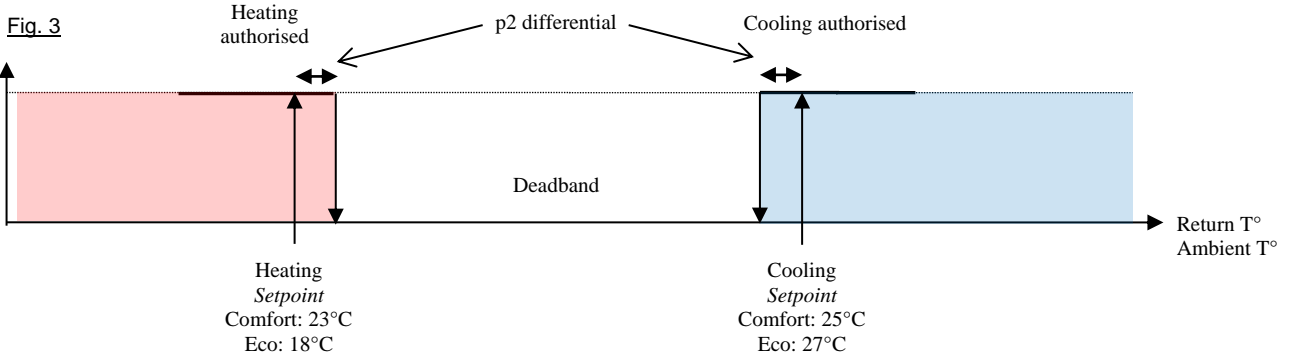 Fig. 3
Heating
authorised
p2 differential
Cooling authorised
Deadband
Return T°
Ambient T°
Heating
Setpoint
Comfort: 23°C
Eco: 18°C
Cooling
Setpoint
Comfort: 25°C
Eco: 27°C